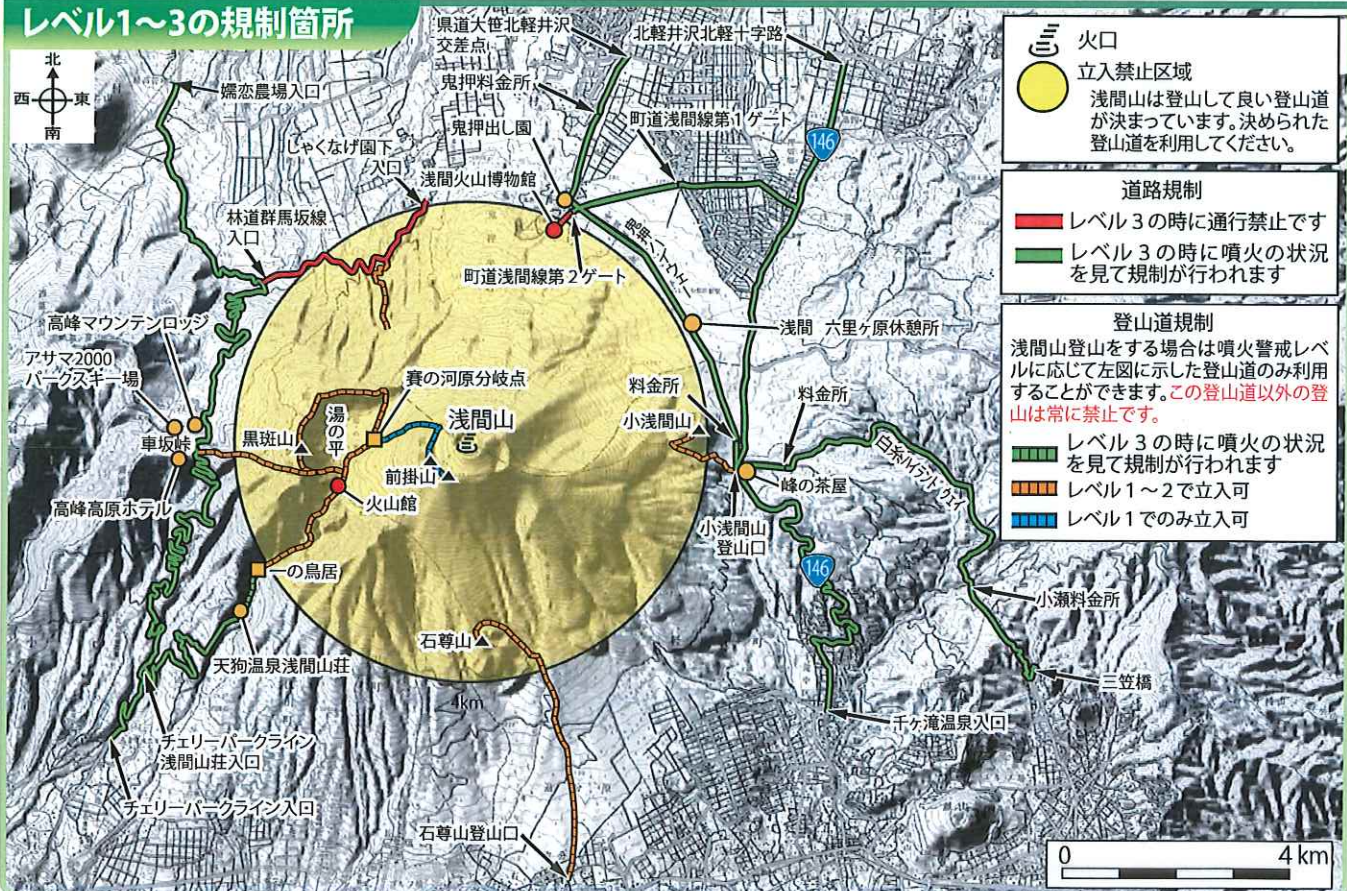 レベル1〜3の規制箇所
北
西
東
南
県道大笹北軽井沢
交差点
北軽井沢北軽十字路
嬬恋農場入口
鬼押料金所
鬼押出し園
町道浅間線第1ゲート
146
しゃくなげ園下
入口
浅間火山博物館
林道群馬坂線
入口
鬼押ハイウェー
町道浅間線第2ゲート
高峰マウンテンロッジ
浅間 六里ヶ原休憩所
アサマ2000
パークスキー場
賽の河原分岐点
料金所
料金所
浅間山
小浅間山
湯の平
黒斑山
車坂峠
白糸ハイランドウェイ
前掛山
峰の茶屋
火山館
高峰高原ホテル
小浅間山
登山口
146
一の鳥居
小瀬料金所
石尊山
天狗温泉浅間山荘
三笠橋
4km
千ヶ滝温泉入口
チェリーパークライン
浅間山荘入口
チェリーパークライン入口
石尊山登山口
火口
立入禁止区域
浅間山は登山して良い登山道
が決まっています。決められた
登山道を利用してください。
道路規制
レベル3の時に通行禁止です
レベル3の時に噴火の状況
を見て規制が行われます
登山道規制
浅間山登山をする場合は噴火警戒レベ
ルに応じて左図に示した登山道のみ利用
することができます。この登山道以外の登
山は常に禁止です。
レベル3の時に噴火の状況
を見て規制が行われます
レベル1〜2で立入可
レベル1でのみ立入可
0
4km